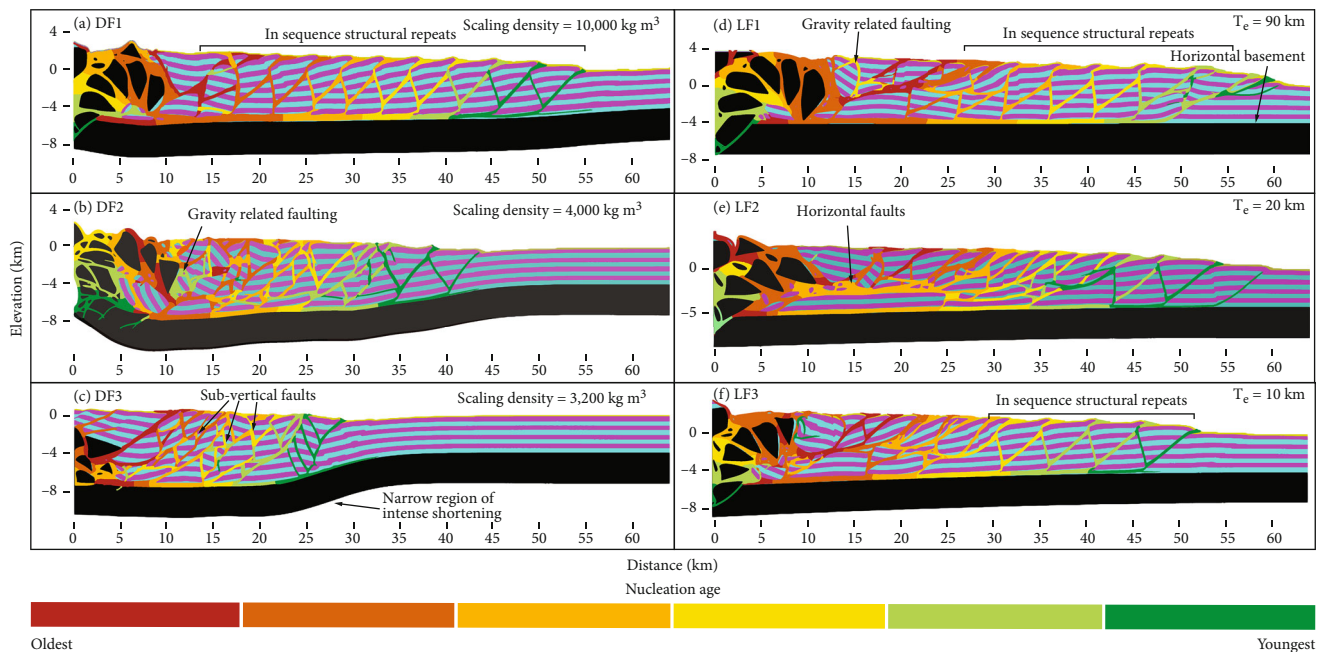 (a) DF1
Scaling density = 10,000 kg m³
In sequence structural repeats
4
0
−4
−8
0 5 10 15 20 25 30 35 40 45 50 55 60
(b) DF2
Gravity related faulting
Scaling density = 4,000 kg m³
4
0
−4
−8
0 5 10 15 20 25 30 35 40 45 50 55 60
(c) DF3
Sub-vertical faults
Scaling density = 3,200 kg m³
0
−4
−8
Narrow region of
intense shortening
0 5 10 15 20 25 30 35 40 45 50 55 60
(d) LF1
Gravity related faulting
T_e = 90 km
In sequence structural repeats
Horizontal basement
4
0
−4
−8
0 5 10 15 20 25 30 35 40 45 50 55 60
(e) LF2
Horizontal faults
T_e = 20 km
0
−5
0 5 10 15 20 25 30 35 40 45 50 55 60
(f) LF3
T_e = 10 km
In sequence structural repeats
4
0
−4
−8
0 5 10 15 20 25 30 35 40 45 50 55 60
Elevation (km)
Distance (km)
Nucleation age
Oldest
Youngest